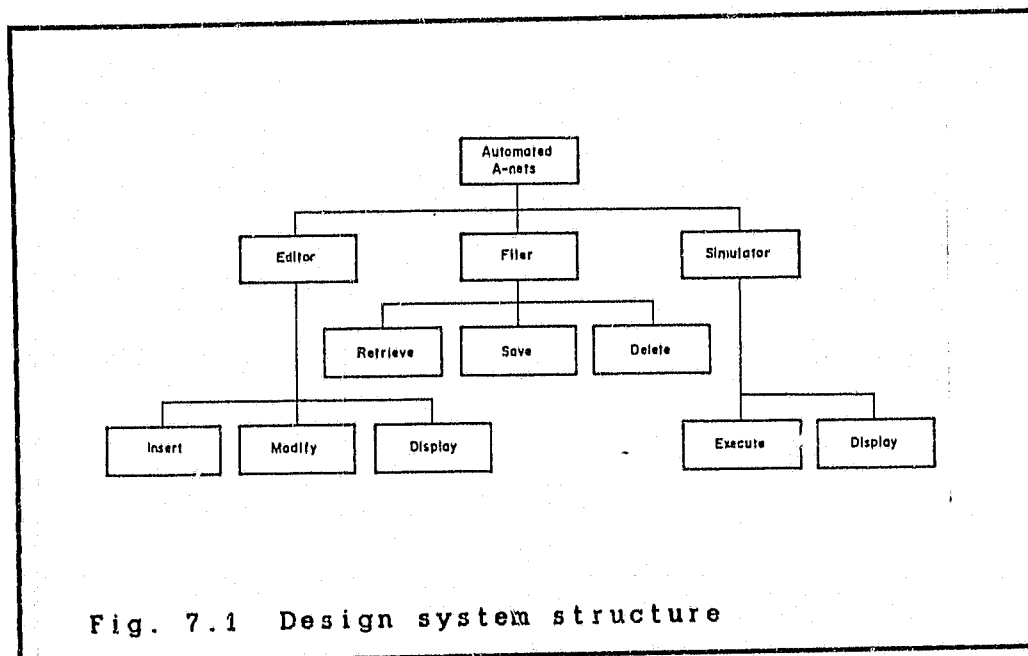 Automated
A-nets
Editor
Filer
Simulator
Retrieve
Save
Delete
Insert
Modify
Display
Execute
Display
Fig. 7.1 Design system structure